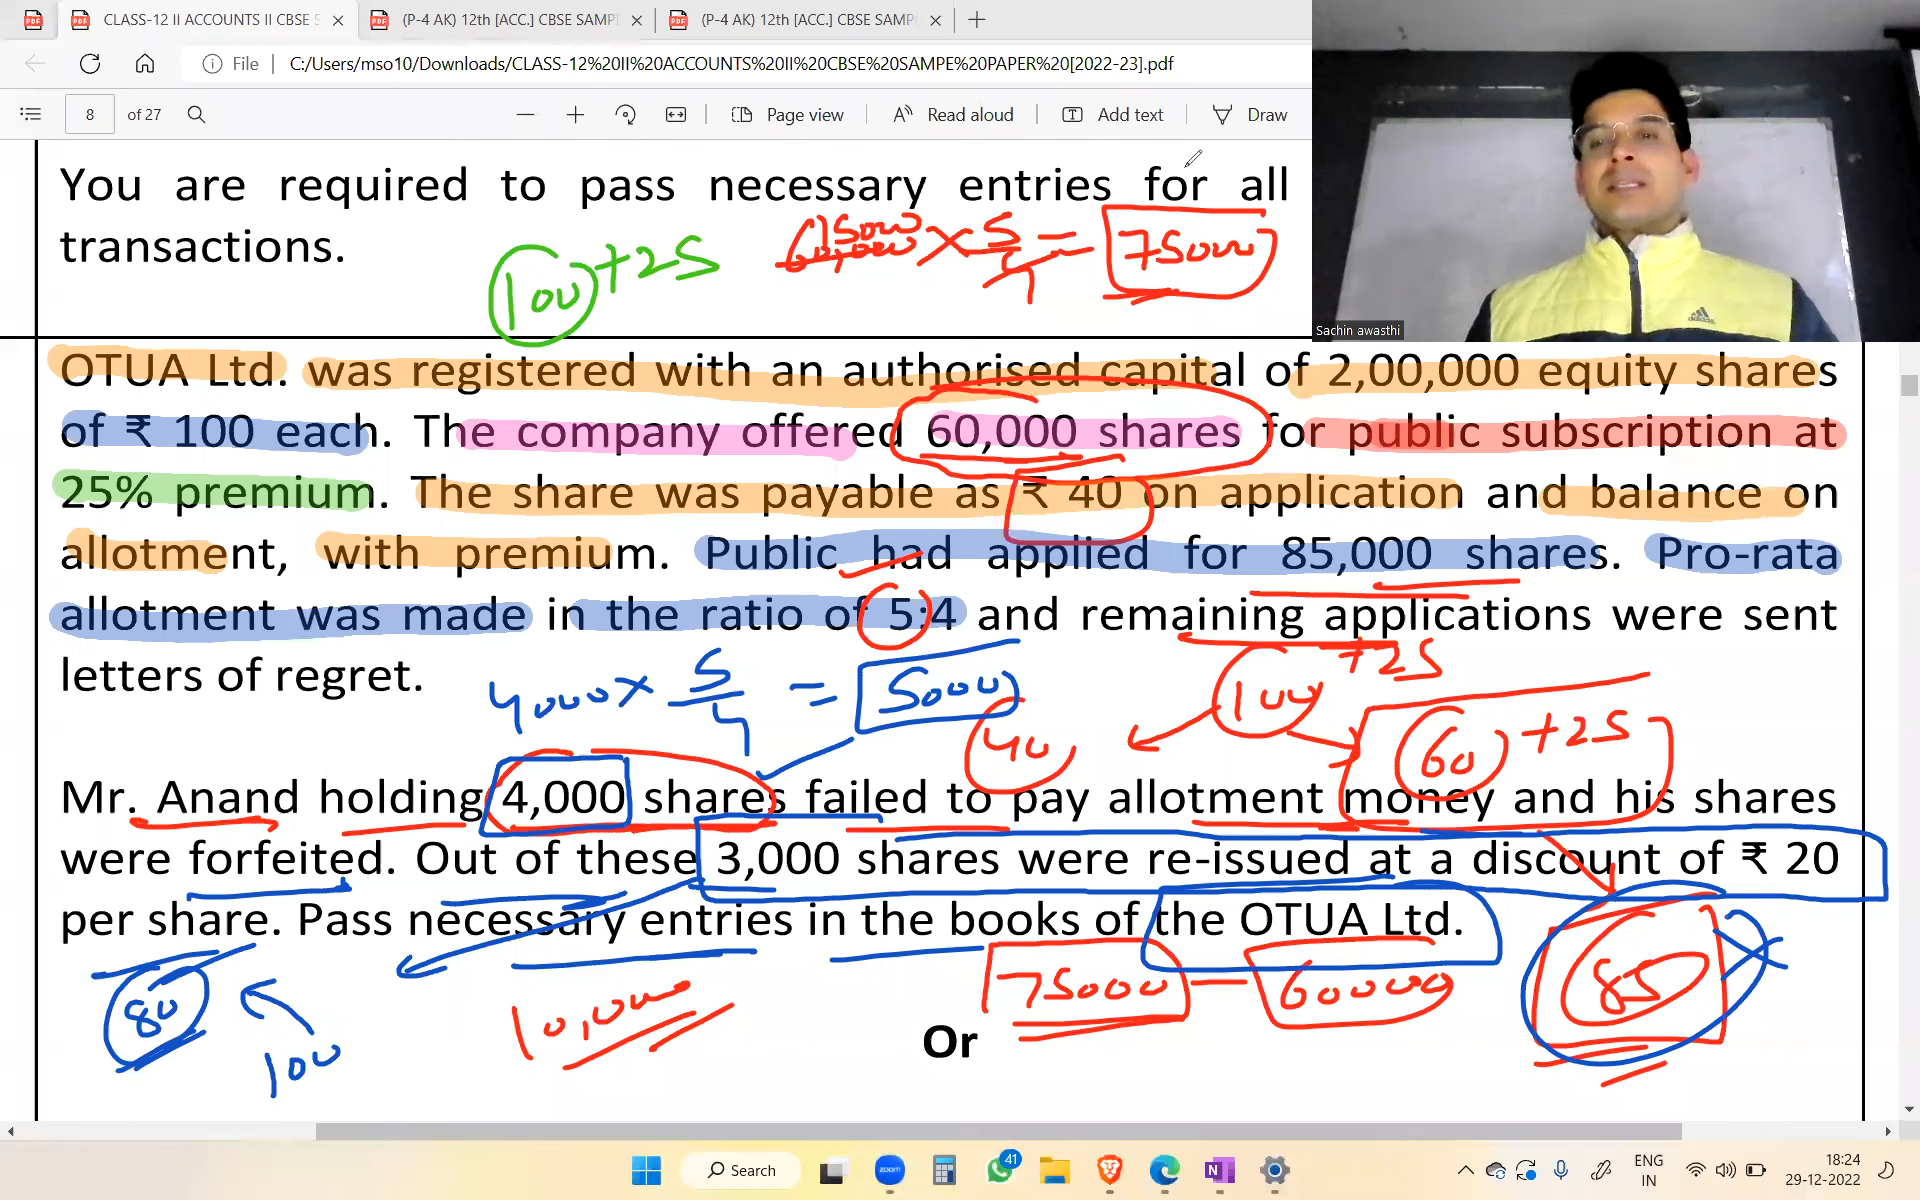 CLASS-12 II ACCOUNTS II CBSE S
(P-4 AK) 12th [ACC.] CBSE SAMP
(P-4 AK) 12th [ACC.] CBSE SAMP
File
C:/Users/mso10/Downloads/CLASS-12%20II%20ACCOUNTS%20II%20CBSE%20SAMPE%20PAPER%20[2022-23].pdf
8 of 27
Page view
Read aloud
Add text
Draw
Sachin awasthi
You are required to pass necessary entries for all
transactions.
100 +25
60,000 15000 × 5/4 = 75000
OTUA Ltd. was registered with an authorised capital of 2,00,000 equity shares
of ₹ 100 each. The company offered 60,000 shares for public subscription at
25% premium. The share was payable as ₹ 40 on application and balance on
allotment, with premium. Public had applied for 85,000 shares. Pro-rata
allotment was made in the ratio of 5:4 and remaining applications were sent
letters of regret.
4000 × 5/4 = 5000
100 +25
40
60 +25
Mr. Anand holding 4,000 shares failed to pay allotment money and his shares
were forfeited. Out of these 3,000 shares were re-issued at a discount of ₹ 20
per share. Pass necessary entries in the books of the OTUA Ltd.
80
100
10,000
75000 — 60000
85
Or
Search
41
zoom
N
ENG
IN
18:24
29-12-2022